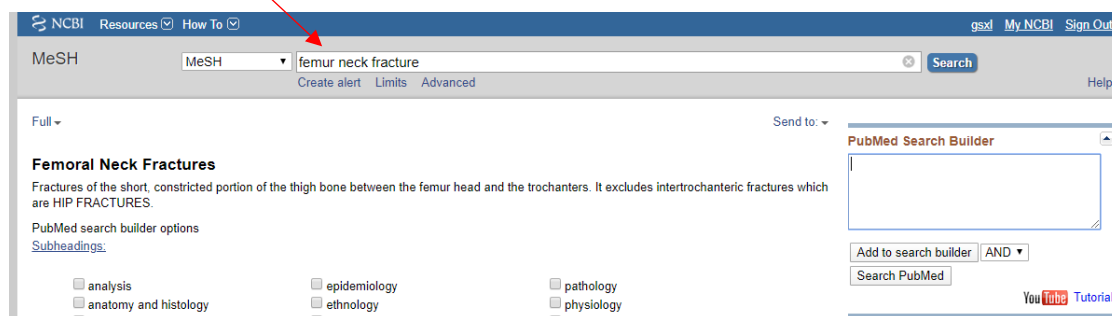 NCBI Resources How To gsxl My NCBI Sign Out
MeSH MeSH femur neck fracture Search
Create alert Limits Advanced Help
Full Send to:
PubMed Search Builder
Femoral Neck Fractures
Fractures of the short, constricted portion of the thigh bone between the femur head and the trochanters. It excludes intertrochanteric fractures which
are HIP FRACTURES.
PubMed search builder options
Subheadings:
Add to search builder AND
Search PubMed
analysis epidemiology pathology
anatomy and histology ethnology physiology
YouTube Tutorial